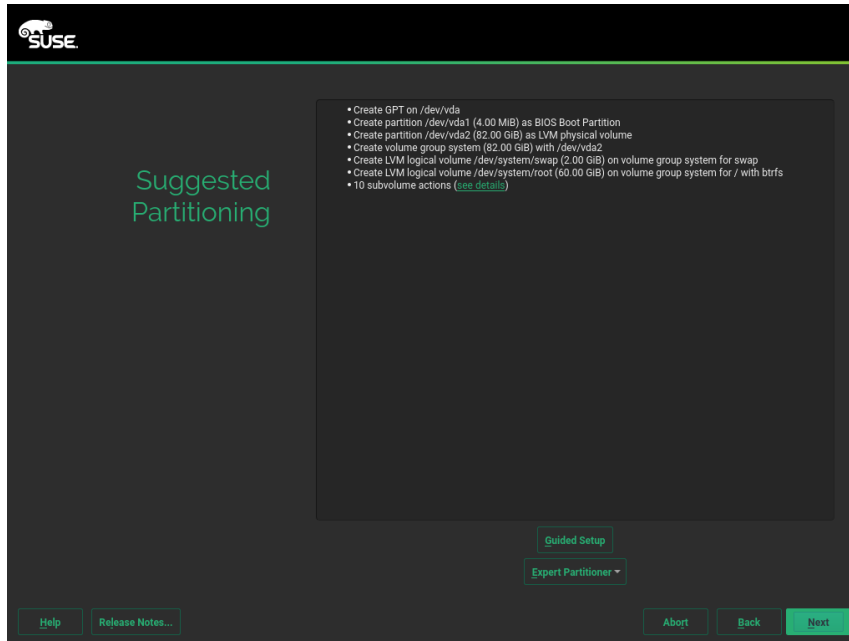 SUSE.
• Create GPT on /dev/vda
• Create partition /dev/vda1 (4.00 MiB) as BIOS Boot Partition
• Create partition /dev/vda2 (82.00 GiB) as LVM physical volume
• Create volume group system (82.00 GiB) with /dev/vda2
• Create LVM logical volume /dev/system/swap (2.00 GiB) on volume group system for swap
• Create LVM logical volume /dev/system/root (60.00 GiB) on volume group system for / with btrfs
• 10 subvolume actions (see details)
Suggested
Partitioning
Guided Setup
Expert Partitioner
Help
Release Notes...
Abort
Back
Next